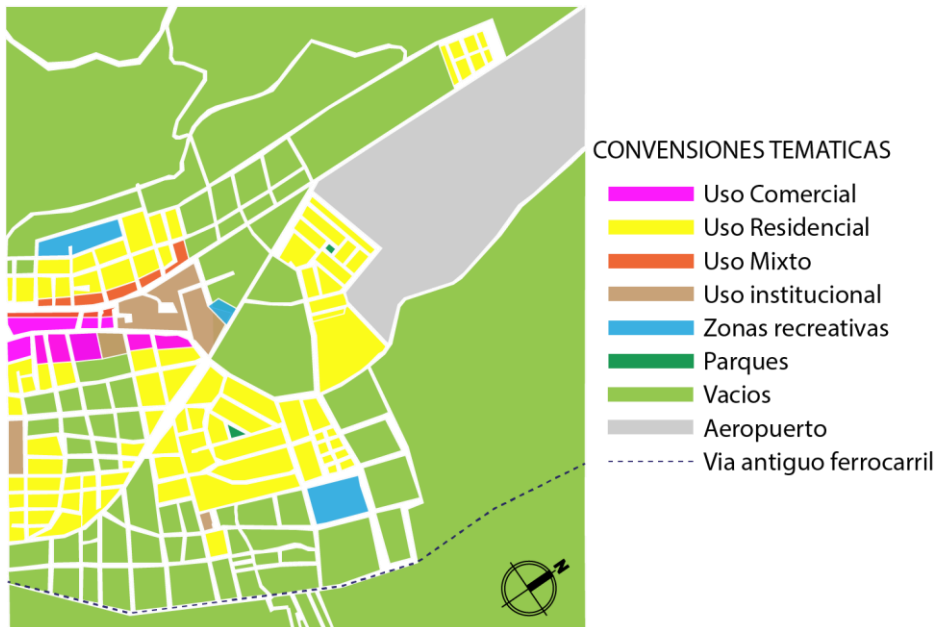 CONVENSIONES TEMATICAS
Uso Comercial
Uso Residencial
Uso Mixto
Uso institucional
Zonas recreativas
Parques
Vacios
Aeropuerto
Via antiguo ferrocarril
N